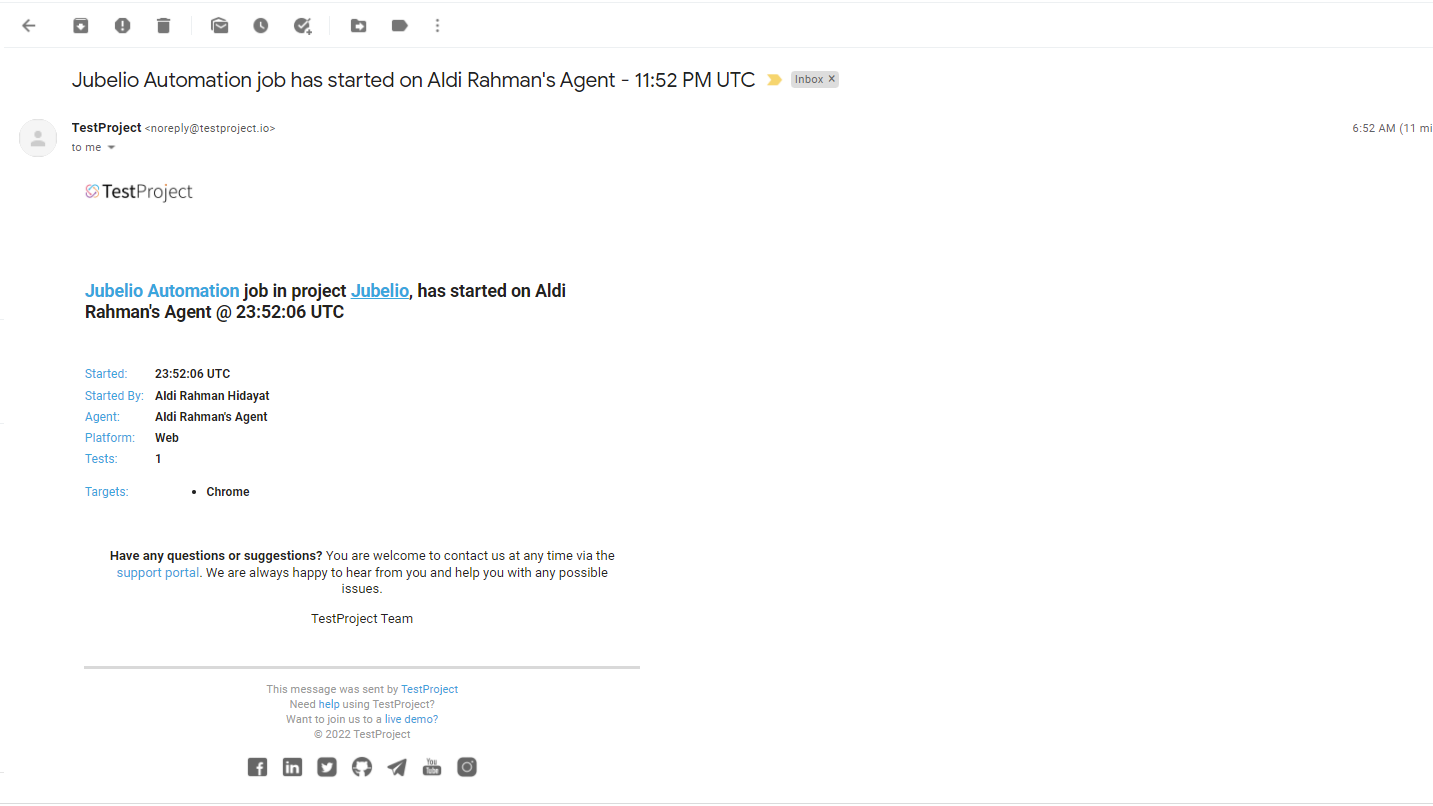 Jubelio Automation job has started on Aldi Rahman's Agent - 11:52 PM UTC Inbox ×
TestProject <noreply@testproject.io> 6:52 AM (11 mi
to me
TestProject
Jubelio Automation job in project Jubelio, has started on Aldi
Rahman's Agent @ 23:52:06 UTC
Started: 23:52:06 UTC
Started By: Aldi Rahman Hidayat
Agent: Aldi Rahman's Agent
Platform: Web
Tests: 1
Targets: • Chrome
Have any questions or suggestions? You are welcome to contact us at any time via the
support portal. We are always happy to hear from you and help you with any possible
issues.
TestProject Team
This message was sent by TestProject
Need help using TestProject?
Want to join us to a live demo?
© 2022 TestProject
You Tube